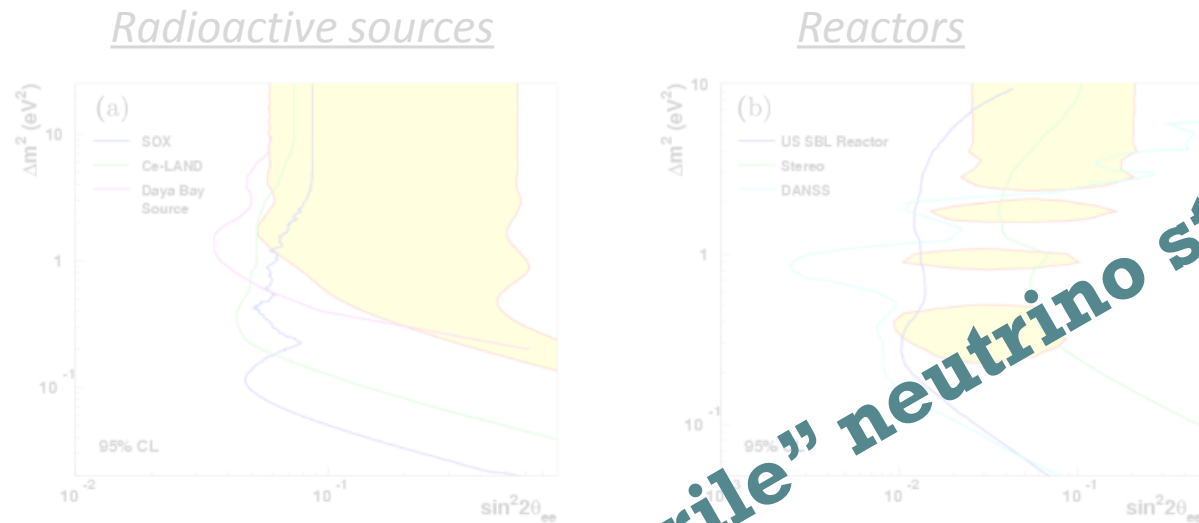 Radioactive sources
Reactors
(a)
Δm² (eV²)
10
1
10⁻¹
SOX
Ce-LAND
Daya Bay
Source
95% CL
10⁻²
10⁻¹
sin²2θee
(b)
Δm² (eV²)
10
1
10⁻¹
US SBL Reactor
Stereo
DANSS
95%
10⁻²
10⁻¹
sin²2θee
rile” neutrino s